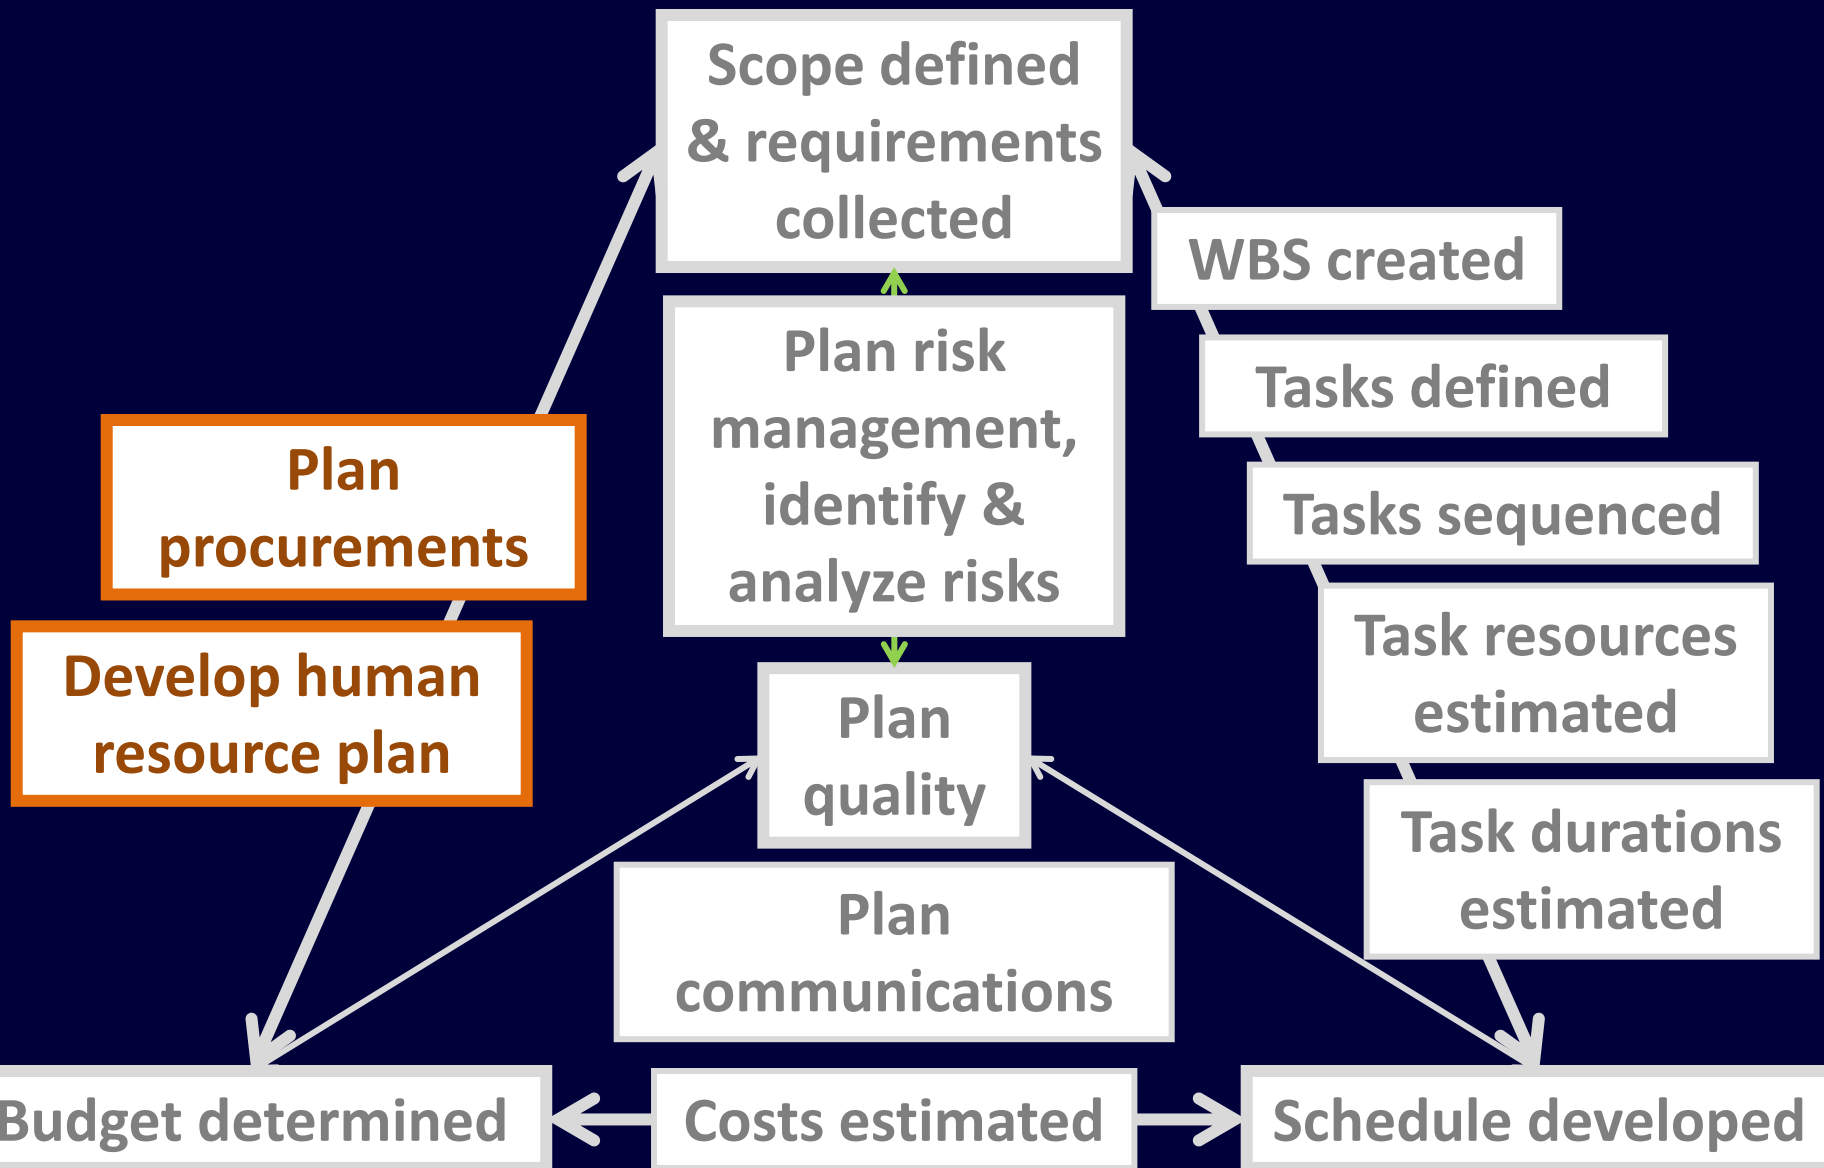 Scope defined
& requirements
collected
WBS created
Plan risk
management,
identify &
analyze risks
Tasks defined
Plan
procurements
Tasks sequenced
Develop human
resource plan
Task resources
estimated
Plan
quality
Task durations
estimated
Plan
communications
Budget determined
Costs estimated
Schedule developed